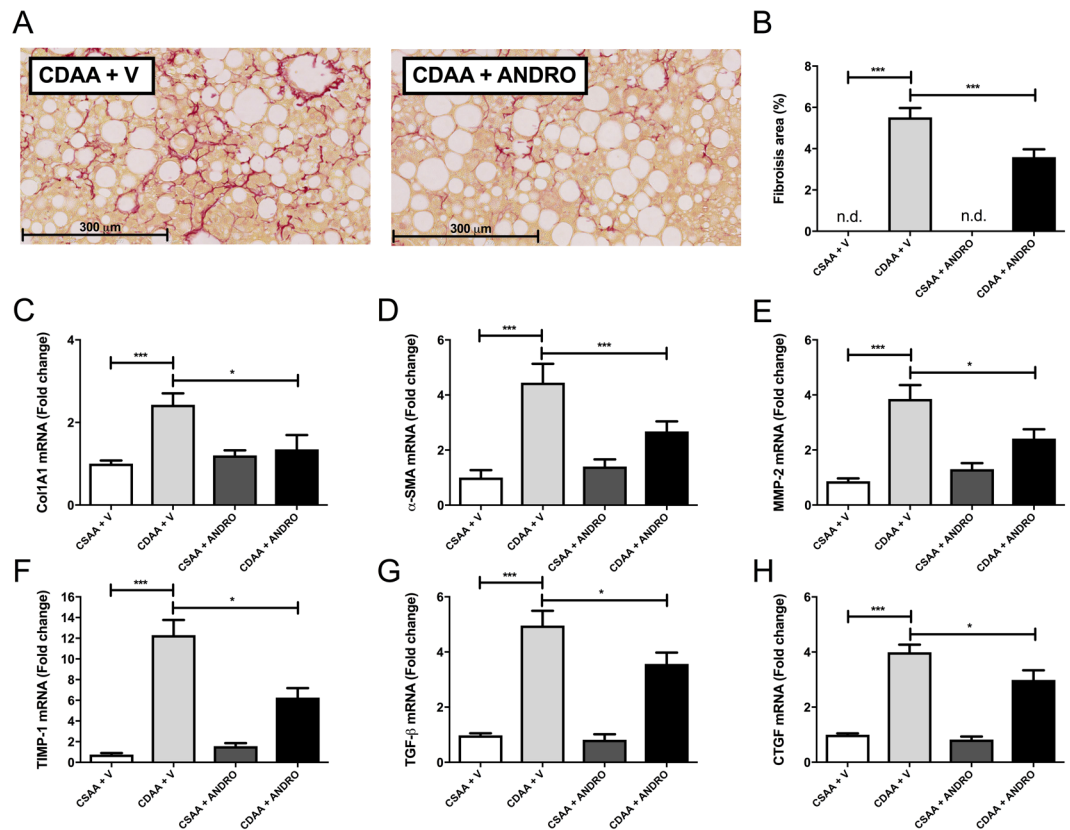 A
CDAA + V
300 µm
CDAA + ANDRO
300 µm
B
Fibroisis area (%)
8
6
4
2
0
***
***
n.d.
n.d.
CSAA + V
CDAA + V
CSAA + ANDRO
CDAA + ANDRO
C
Col1A1 mRNA (Fold change)
4
2
0
***
*
CSAA + V
CDAA + V
CSAA + ANDRO
CDAA + ANDRO
D
α-SMA mRNA (Fold change)
6
4
2
0
***
***
CSAA + V
CDAA + V
CSAA + ANDRO
CDAA + ANDRO
E
MMP-2 mRNA (Fold change)
6
4
2
0
***
*
CSAA + V
CDAA + V
CSAA + ANDRO
CDAA + ANDRO
F
TIMP-1 mRNA (Fold change)
16
14
12
10
8
6
4
2
0
***
*
CSAA + V
CDAA + V
CSAA + ANDRO
CDAA + ANDRO
G
TGF-β mRNA (Fold change)
6
4
2
0
***
*
CSAA + V
CDAA + V
CSAA + ANDRO
CDAA + ANDRO
H
CTGF mRNA (Fold change)
6
4
2
0
***
*
CSAA + V
CDAA + V
CSAA + ANDRO
CDAA + ANDRO